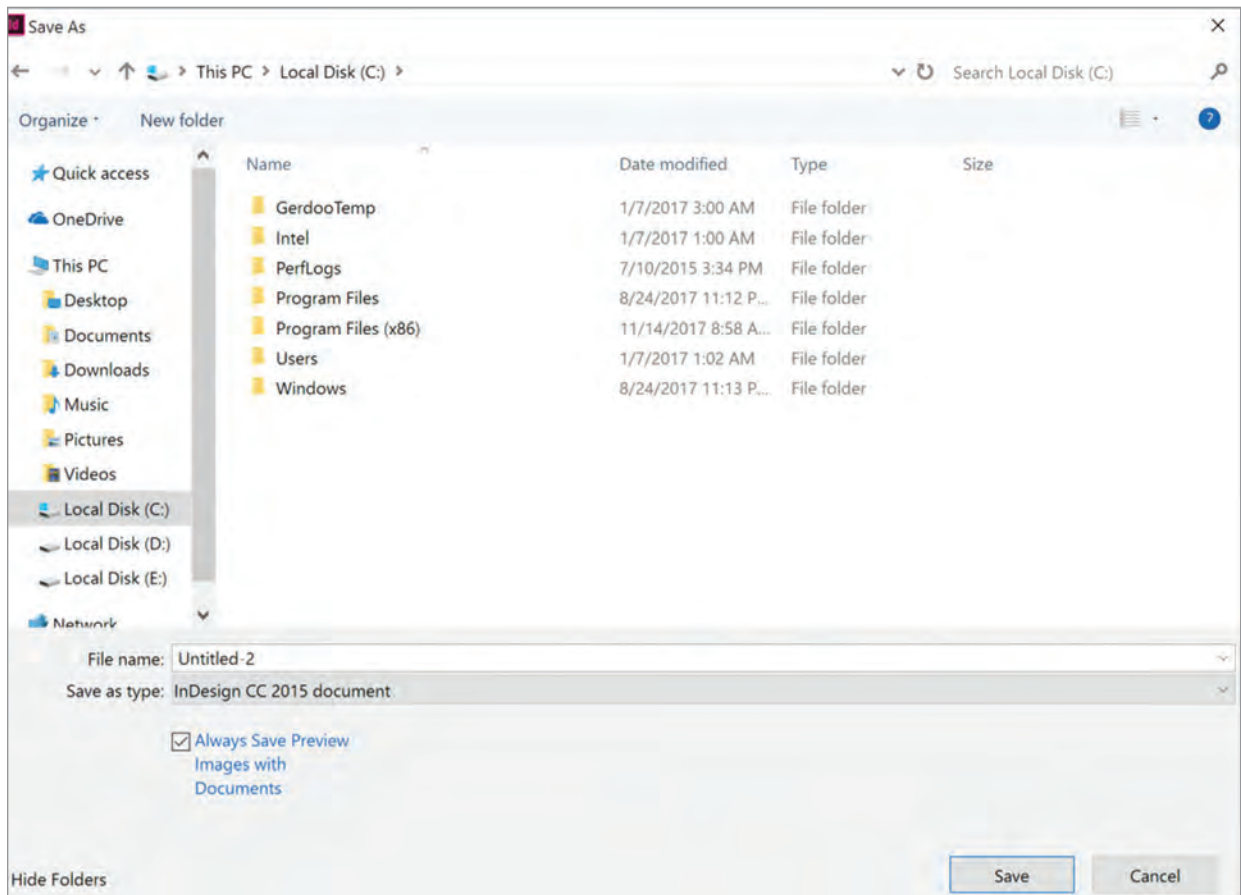 Id Save As
This PC > Local Disk (C:) >
Search Local Disk (C:)
Organize
New folder
?
Quick access
OneDrive
This PC
Desktop
Documents
Downloads
Music
Pictures
Videos
Local Disk (C:)
Local Disk (D:)
Local Disk (E:)
Network
Name Date modified Type Size
GerdooTemp 1/7/2017 3:00 AM File folder
Intel 1/7/2017 1:00 AM File folder
PerfLogs 7/10/2015 3:34 PM File folder
Program Files 8/24/2017 11:12 P... File folder
Program Files (x86) 11/14/2017 8:58 A... File folder
Users 1/7/2017 1:02 AM File folder
Windows 8/24/2017 11:13 P... File folder
File name: Untitled-2
Save as type: InDesign CC 2015 document
Always Save Preview
Images with
Documents
Hide Folders
Save
Cancel